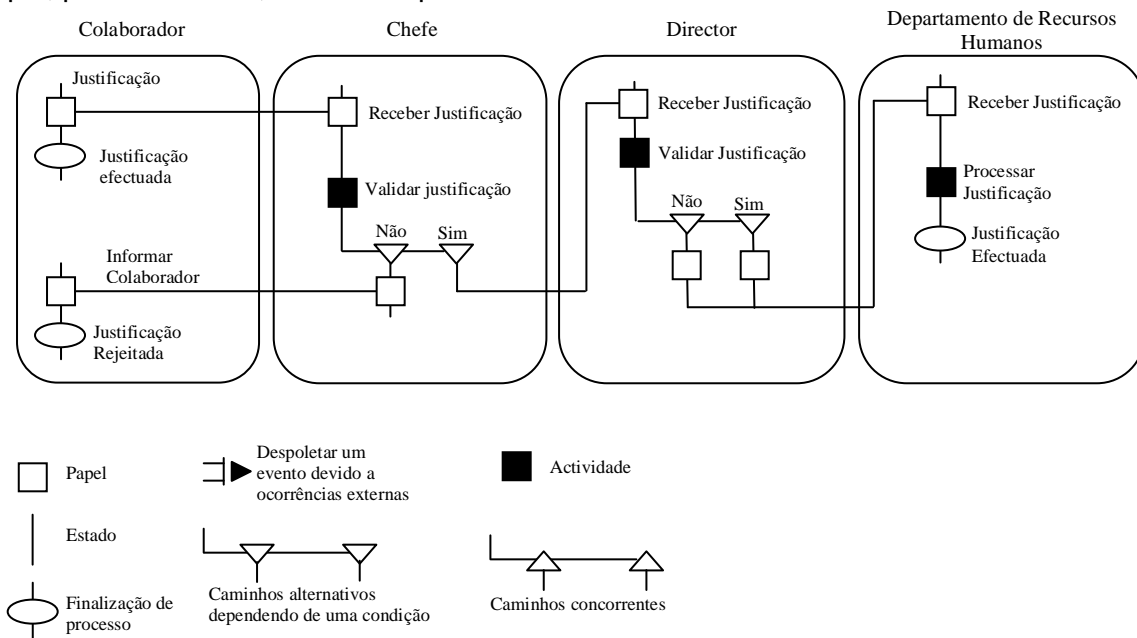 Colaborador
Chefe
Director
Departamento de Recursos
Humanos
Justificação
Justificação
efectuada
Informar
Colaborador
Justificação
Rejeitada
Receber Justificação
Validar justificação
Não
Sim
Receber Justificação
Validar Justificação
Não
Sim
Receber Justificação
Processar
Justificação
Justificação
Efectuada
Papel
Despoletar um
evento devido a
ocorrências externas
Actividade
Estado
Finalização de
processo
Caminhos alternativos
dependendo de uma condição
Caminhos concorrentes